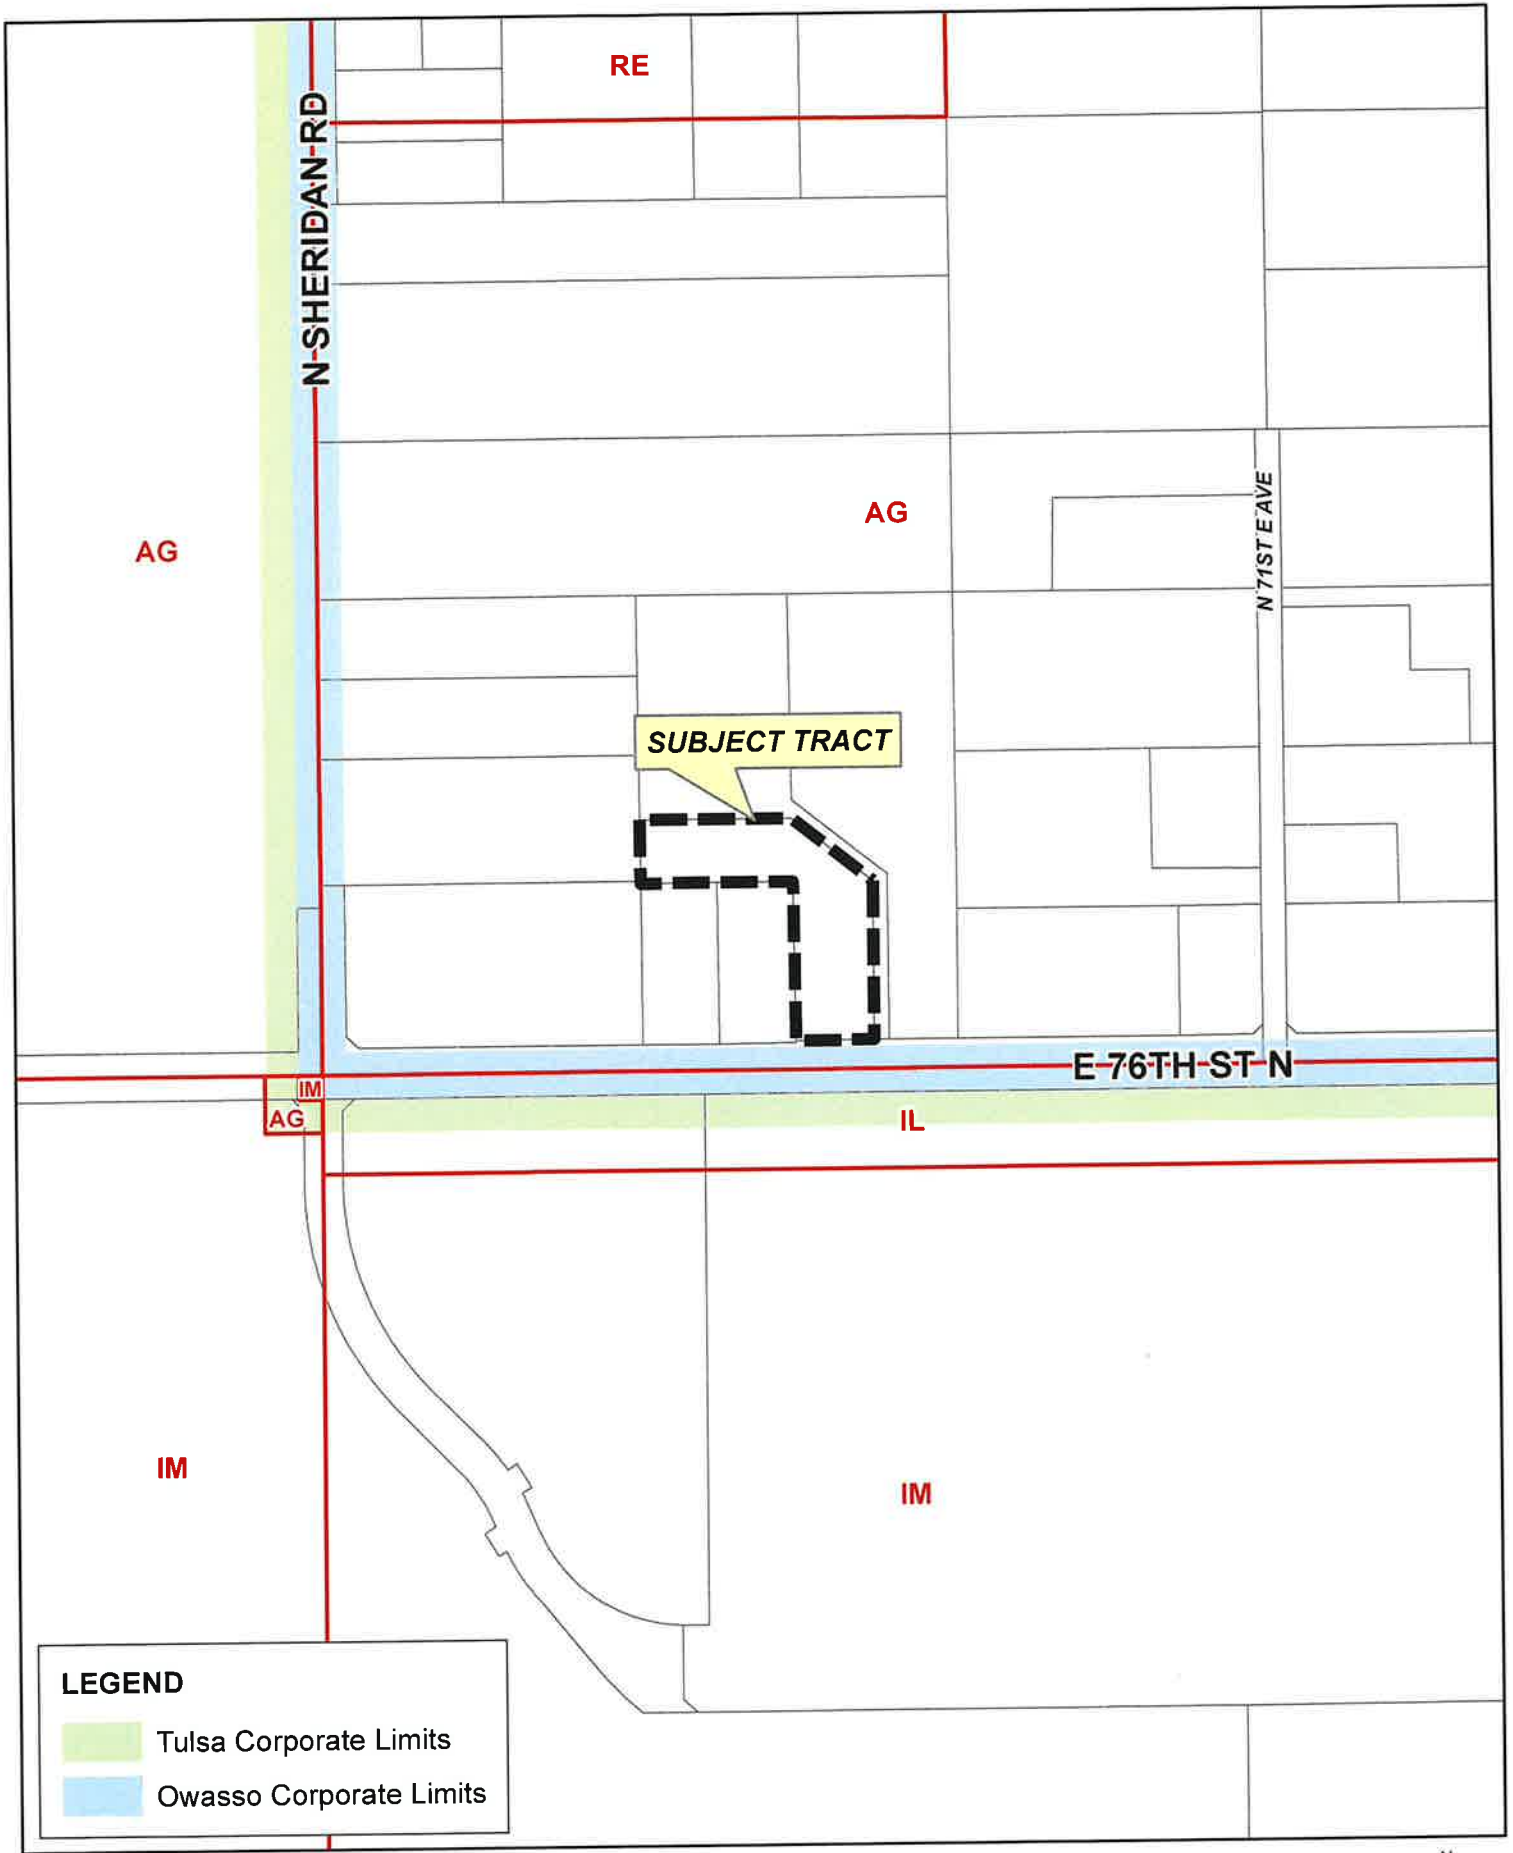 RE
N SHERIDAN RD
AG
AG
N 71ST E AVE
SUBJECT TRACT
E 76TH ST N
IM
AG
IL
IM
IM
LEGEND
Tulsa Corporate Limits
Owasso Corporate Limits